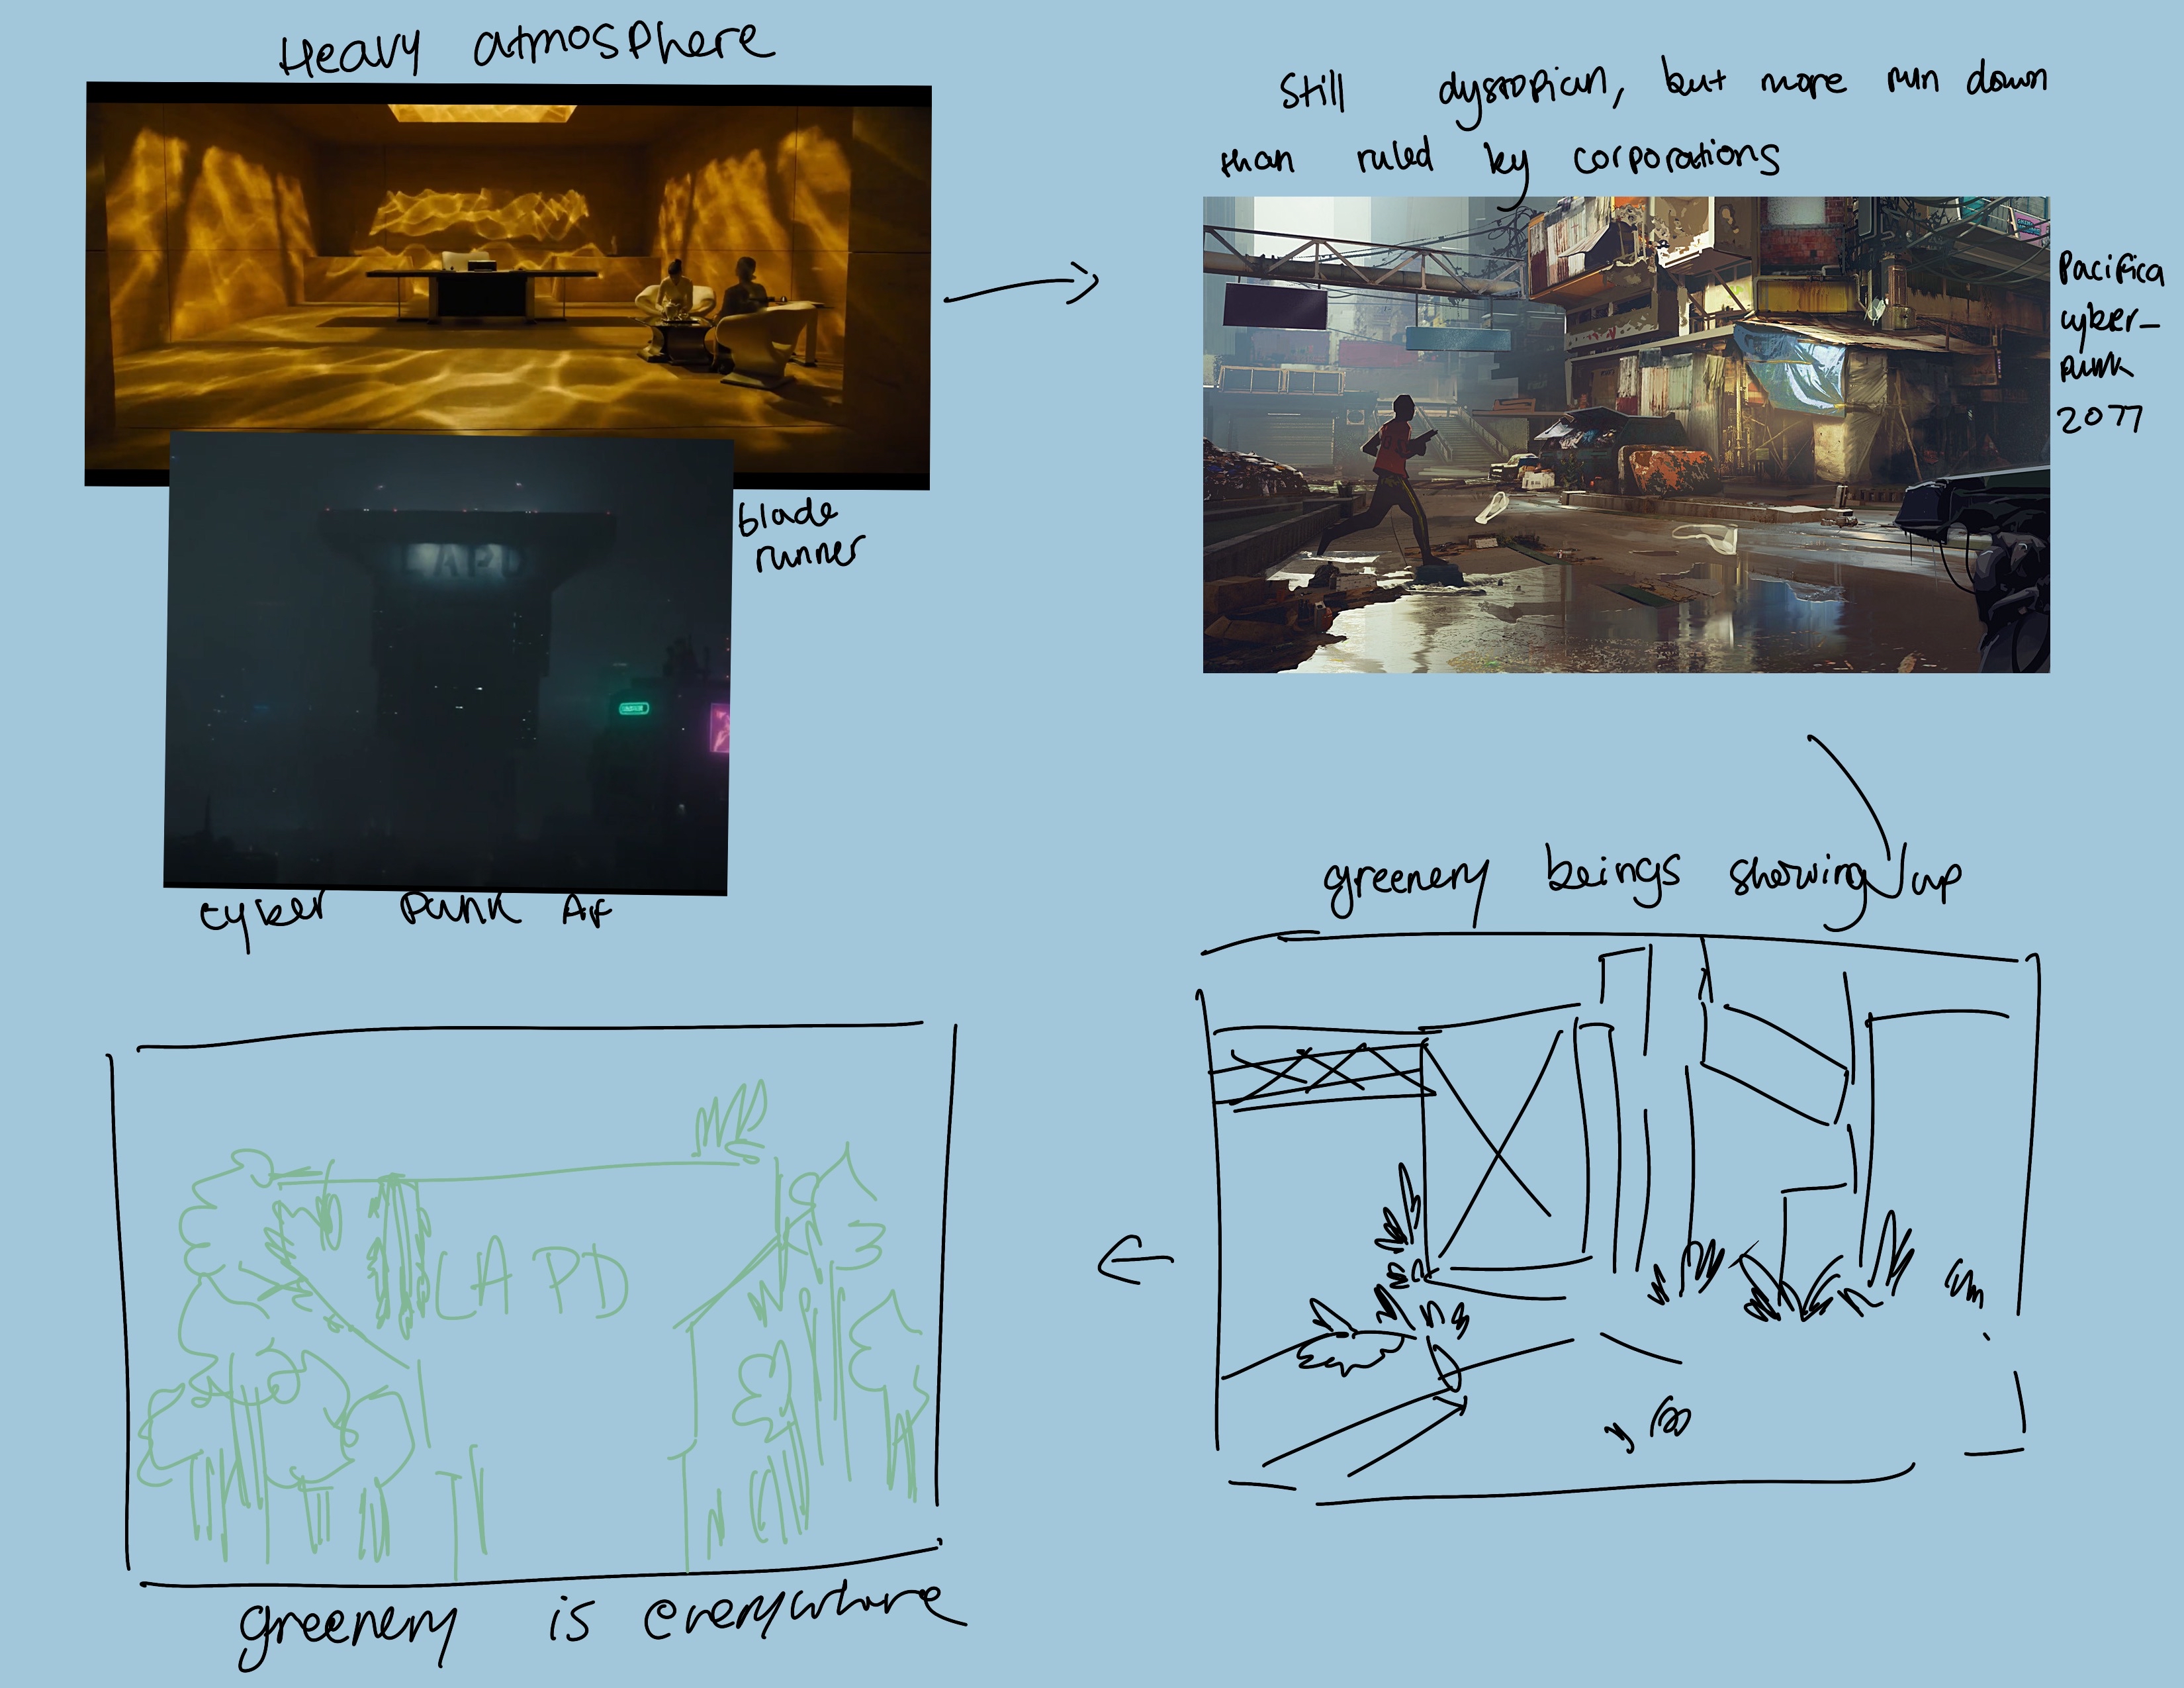 Heavy atmosphere
LAPD
blade
runner
cyber punk AF
Still dystopian, but more run down
than ruled by corporations
Pacifica
cyber-
punk
2077
greenery beings showing up
LAPD
greenery is everywhere